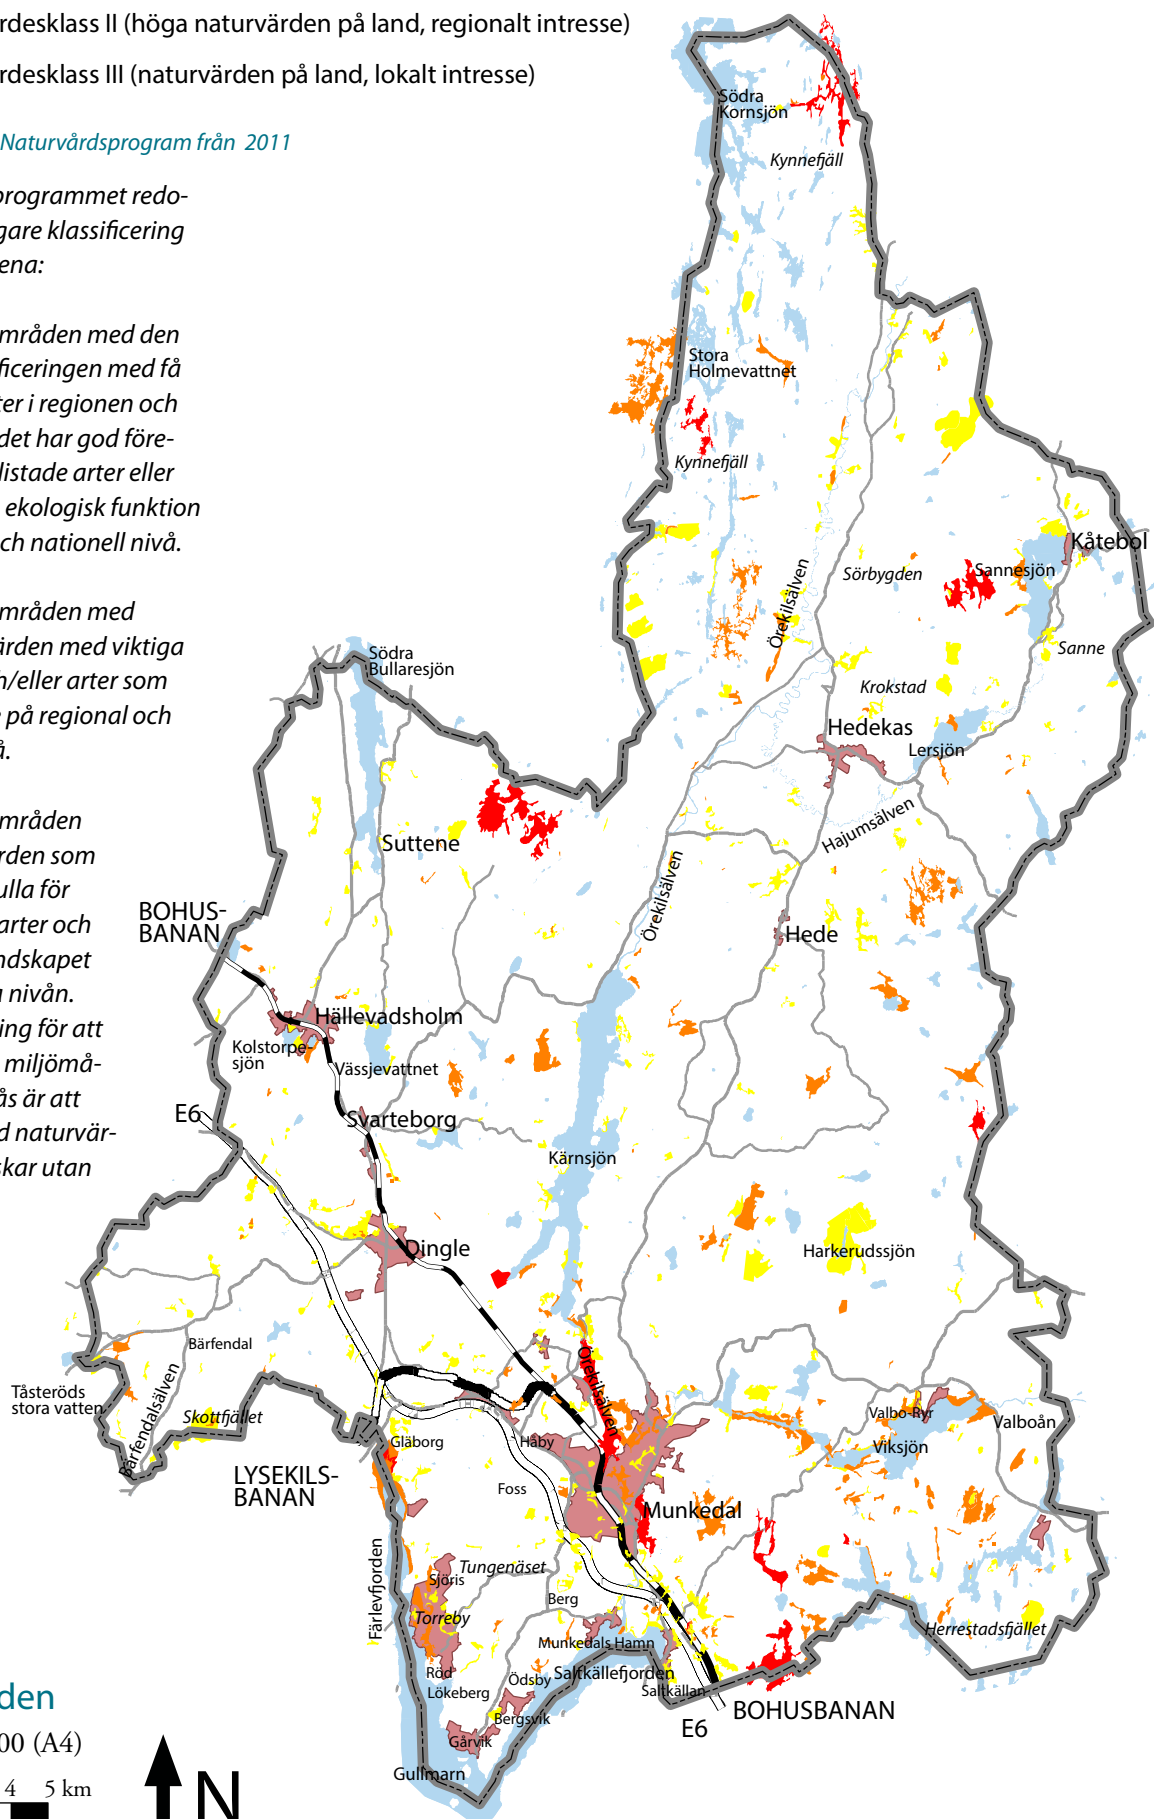 rdesklass II (höga naturvärden på land, regionalt intresse)
rdesklass III (naturvärden på land, lokalt intresse)
Naturvårdsprogram från 2011
programmet redo-
gare klassificering
ena:
mråden med den
ficeringen med få
ter i regionen och
det har god före-
listade arter eller
ekologisk funktion
ch nationell nivå.
mråden med
ärden med viktiga
h/eller arter som
på regional och
å.
mråden
rden som
ulla för
arter och
ndskapet
a nivån.
ing för att
miljömå-
ås är att
d naturvär-
skar utan
Södra
Kornsjön
Kynnefjäll
Stora
Holmevattnet
Kynnefjäll
Kåtebol
Sannesjön
Sörbygden
Örekilsälven
Sanne
Krokstad
Hedekas
Lersjön
Hajumsälven
Södra
Bullaresjön
Suttene
Örekilsälven
BOHUS-
BANAN
Hede
Hällevadsholm
Kolstorpe-
sjön
Vässjevattnet
E6
Svarteborg
Kärnsjön
Dingle
Harkerudssjön
Bärfendal
Bärfendalsälven
Tåsteröds
stora vatten
Skottfjället
Örekilsälven
Valbo-Ryr
Valboån
Viksjön
Gläborg
Håby
LYSEKILS-
BANAN
Foss
Munkedal
Färlevfjorden
Tungenäset
Sjöris
Torreby
Berg
Herrestadsfjället
Munkedals Hamn
Röd
Lökeberg
Ödsby
Saltkällefjorden
Saltkällan
Bergsvik
BOHUSBANAN
E6
Gårvik
Gullmarn
den
00 (A4)
4 5 km
N